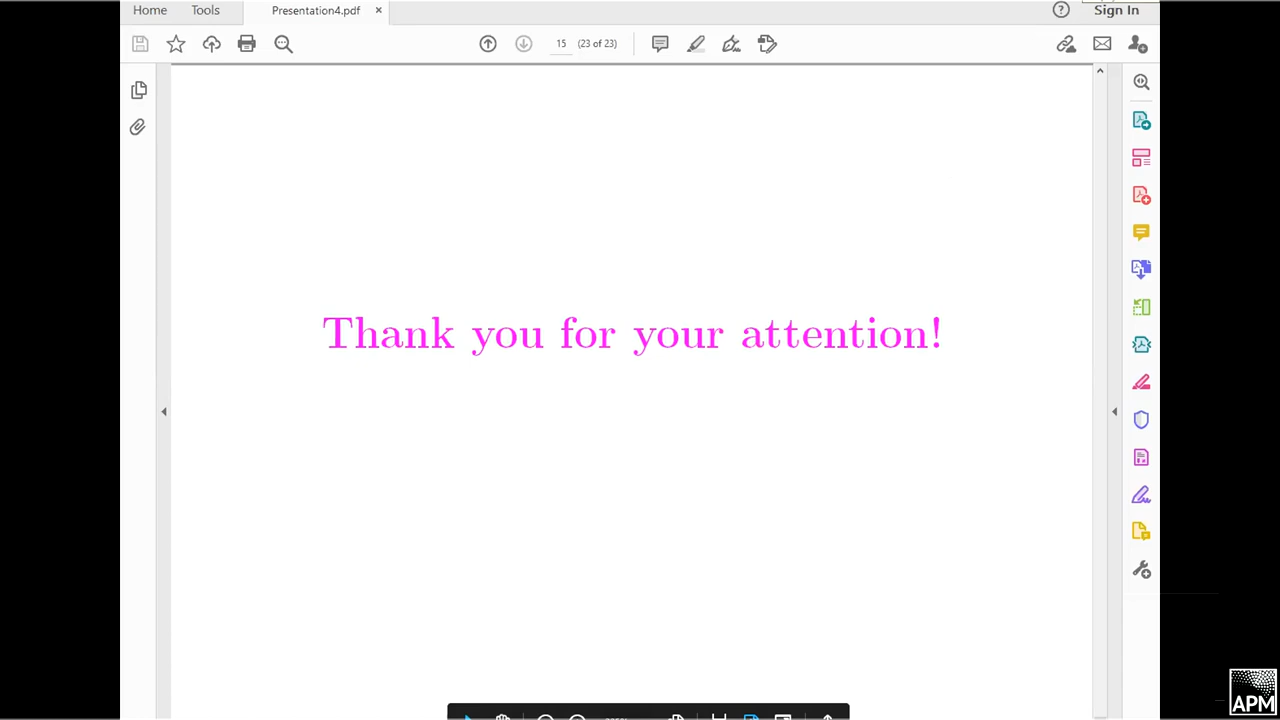 Home Tools Presentation4.pdf × ? Sign In
15 (23 of 23)
Thank you for your attention!
APM